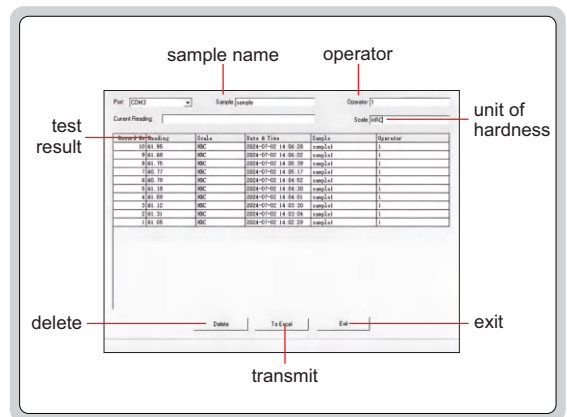 sample name operator
Port: COM3 Sample: sample Operator: 1
Current Reading: Scale: HRC
unit of
hardness
test
result
Record No Reading Scale Date & Time Sample Operator
10 61.95 HRC 2024-07-02 14:06:28 sample1 1
9 61.68 HRC 2024-07-02 14:06:02 sample1 1
8 61.75 HRC 2024-07-02 14:05:39 sample1 1
7 60.77 HRC 2024-07-02 14:05:17 sample1 1
6 60.79 HRC 2024-07-02 14:04:52 sample1 1
5 61.18 HRC 2024-07-02 14:04:30 sample1 1
4 61.09 HRC 2024-07-02 14:04:01 sample1 1
3 61.12 HRC 2024-07-02 14:03:30 sample1 1
2 61.31 HRC 2024-07-02 14:03:04 sample1 1
1 61.05 HRC 2024-07-02 14:02:39 sample1 1
delete Delete To Excel Exit exit
transmit